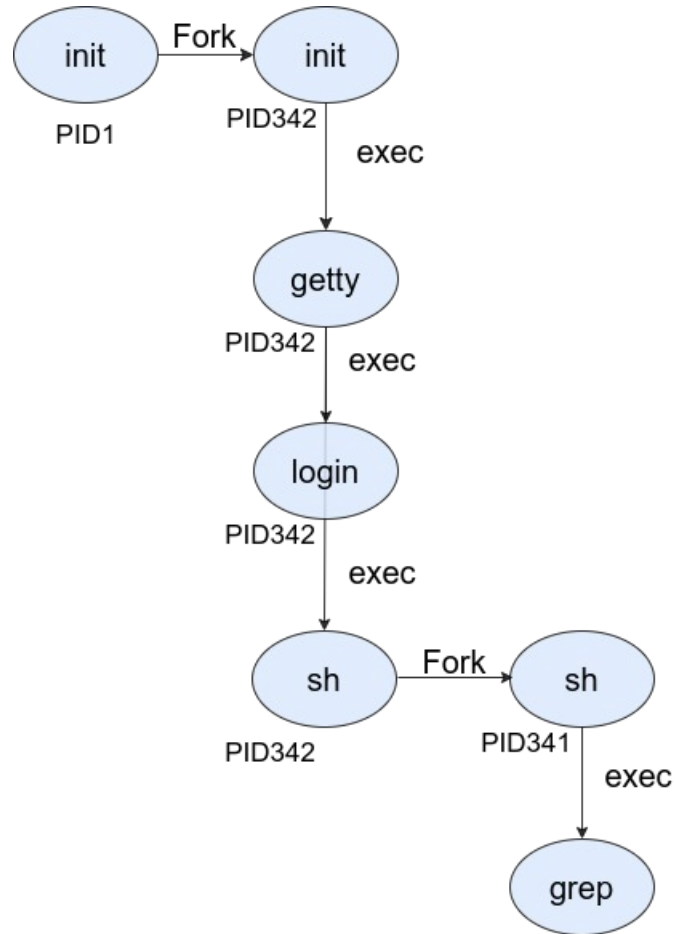 Fork
init
init
PID1
PID342
exec
getty
PID342
exec
login
PID342
exec
sh
Fork
sh
PID342
PID341
exec
grep